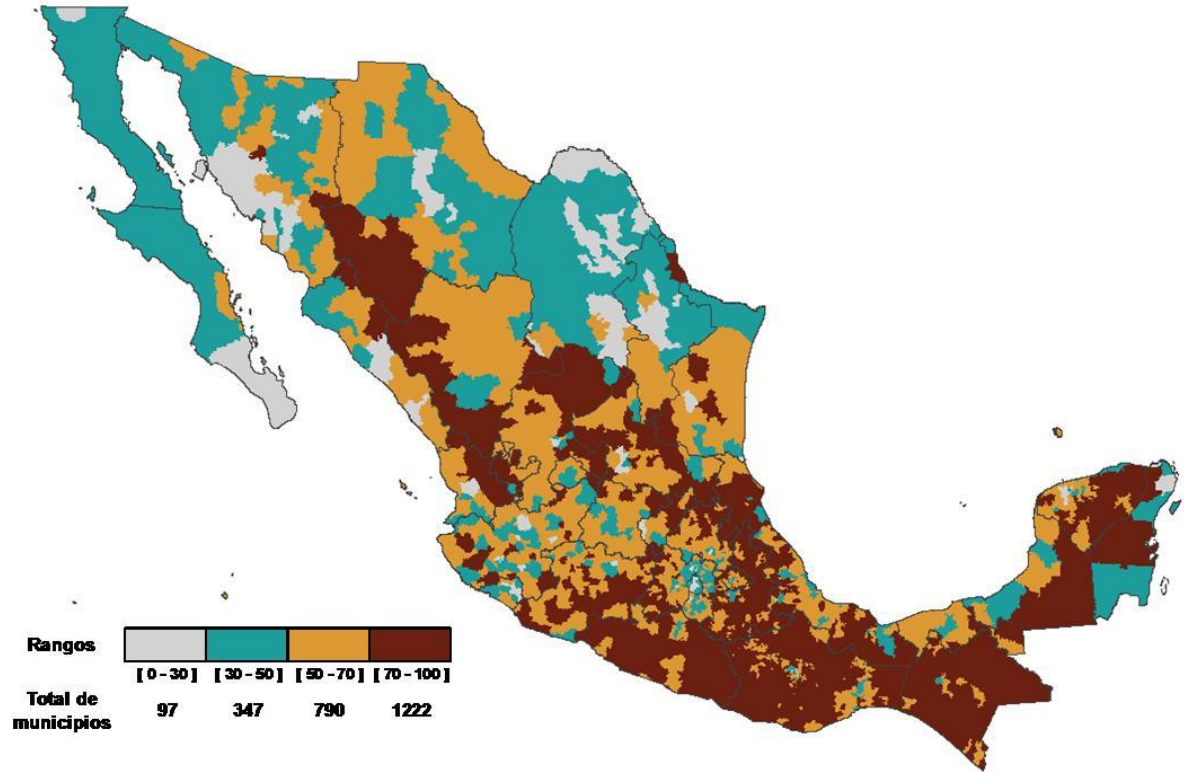 Rangos
[ 0 - 30 ] [ 30 - 50 ] [ 50 - 70 ] [ 70 - 100 ]
Total de municipios 97 347 790 1222